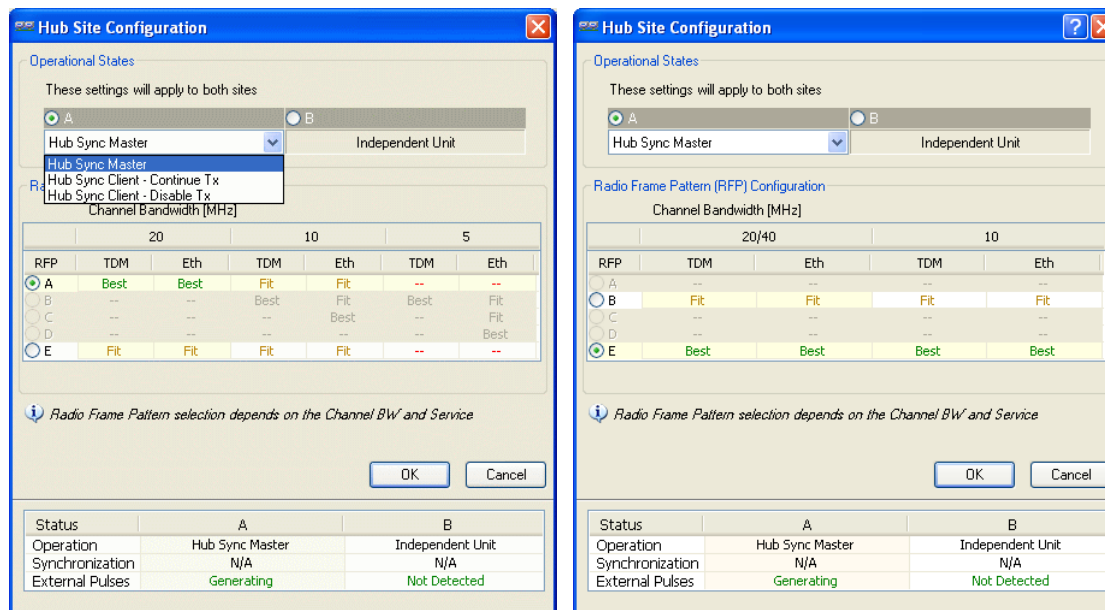 Hub Site Configuration
Operational States
These settings will apply to both sites
A B
Hub Sync Master Independent Unit
Hub Sync Master
Hub Sync Client - Continue Tx
Hub Sync Client - Disable Tx
Ra
Channel Bandwidth [MHz]
20 10 5
RFP TDM Eth TDM Eth TDM Eth
A Best Best Fit Fit -- --
B -- -- Best Fit Best Fit
C -- -- -- Best -- Fit
D -- -- -- -- -- Best
E Fit Fit Fit Fit -- --
Radio Frame Pattern selection depends on the Channel BW and Service
OK Cancel
Status A B
Operation Hub Sync Master Independent Unit
Synchronization N/A N/A
External Pulses Generating Not Detected
Hub Site Configuration ?
Operational States
These settings will apply to both sites
A B
Hub Sync Master Independent Unit
Radio Frame Pattern (RFP) Configuration
Channel Bandwidth [MHz]
20/40 10
RFP TDM Eth TDM Eth
A -- -- -- --
B Fit Fit Fit Fit
C -- -- -- --
D -- -- -- --
E Best Best Best Best
Radio Frame Pattern selection depends on the Channel BW and Service
OK Cancel
Status A B
Operation Hub Sync Master Independent Unit
Synchronization N/A N/A
External Pulses Generating Not Detected